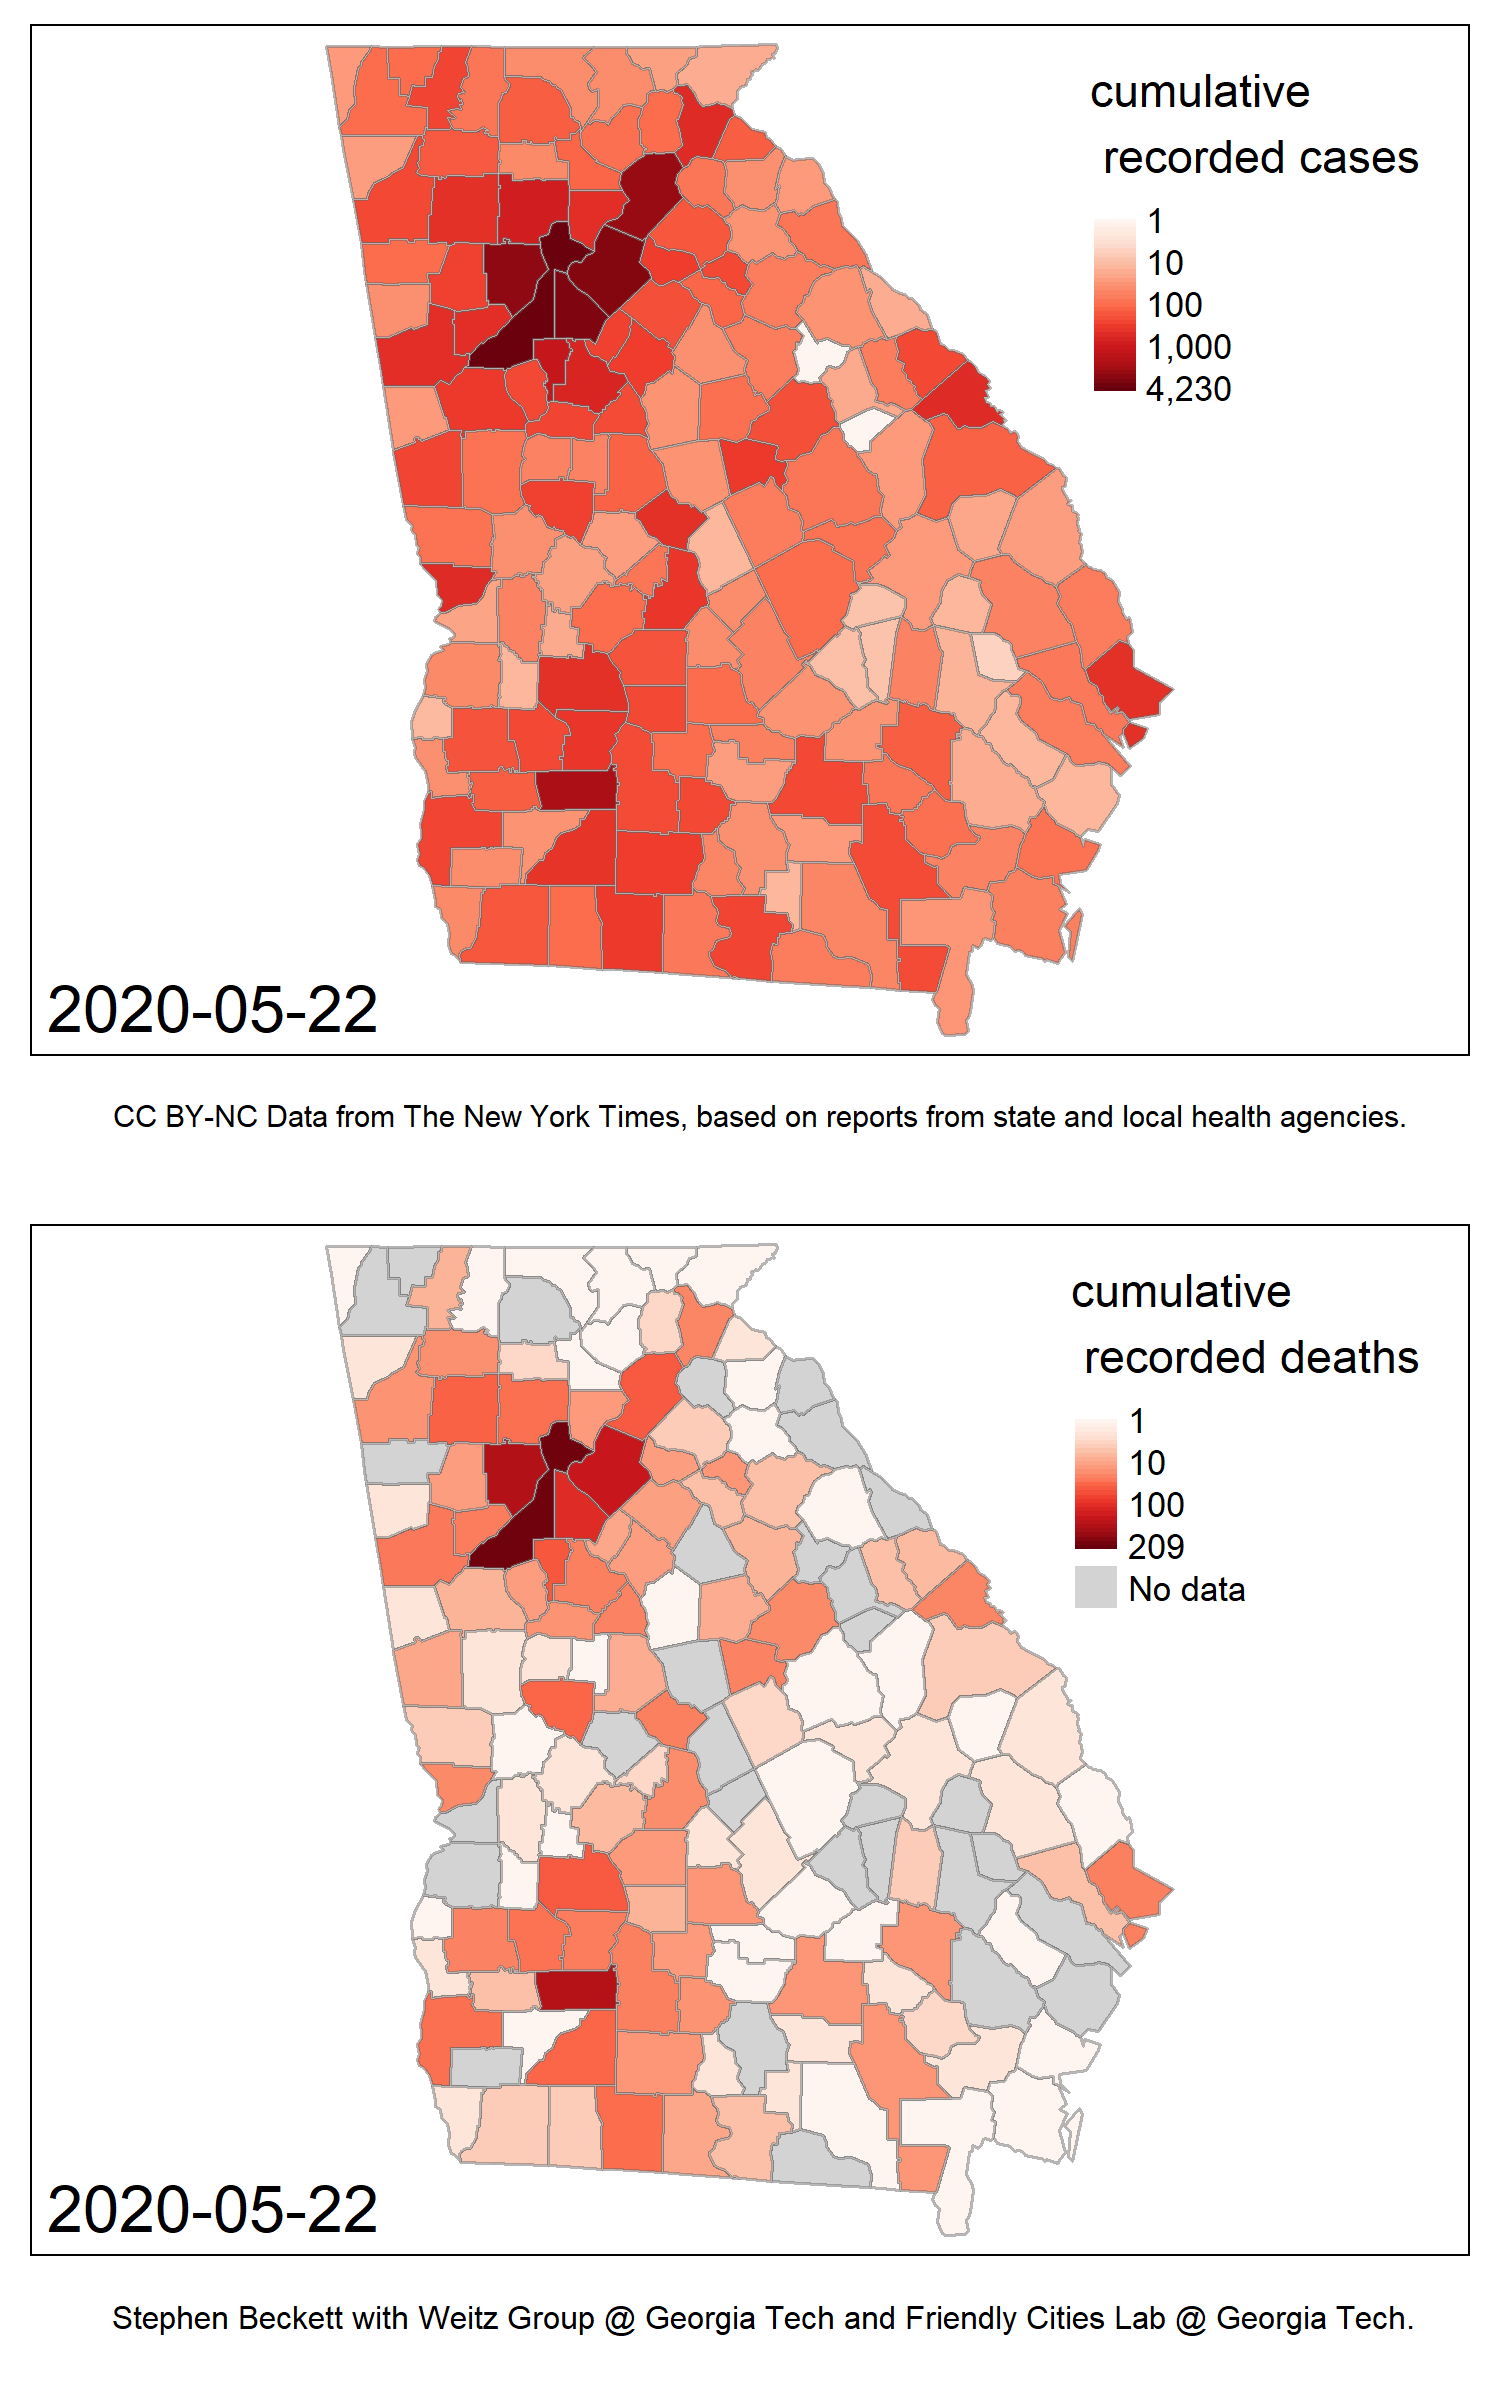 cumulative
recorded cases
1
10
100
1,000
4,230
2020-05-22
CC BY-NC Data from The New York Times, based on reports from state and local health agencies.
cumulative
recorded deaths
1
10
100
209
No data
2020-05-22
Stephen Beckett with Weitz Group @ Georgia Tech and Friendly Cities Lab @ Georgia Tech.